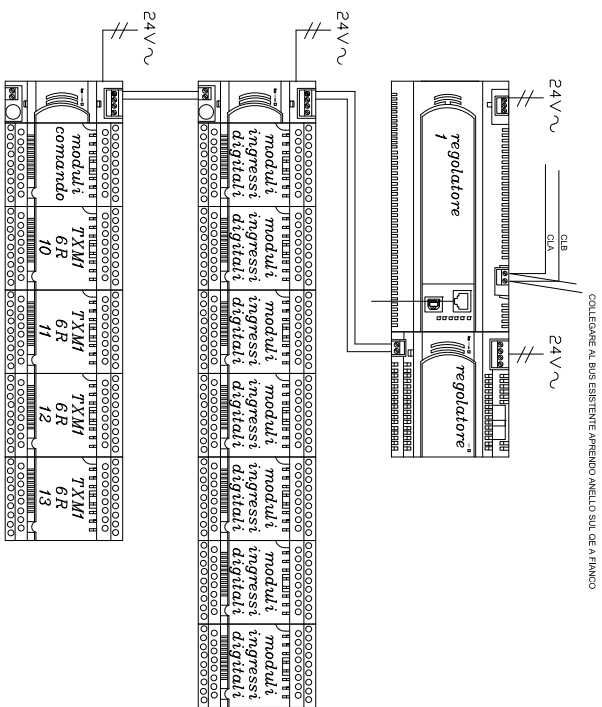 COLLEGARE AL BUS ESISTENTE APRENDO ANELLO SUL QE A FIANCO
CLB
CLA
24V~
24V~
regolatore
1
regolatore
24V~
moduli
ingressi
digitali
moduli
ingressi
digitali
moduli
ingressi
digitali
moduli
ingressi
digitali
moduli
ingressi
digitali
moduli
ingressi
digitali
moduli
ingressi
digitali
24V~
moduli
comando
TXM1
6R
10
TXM1
6R
11
TXM1
6R
12
TXM1
6R
13